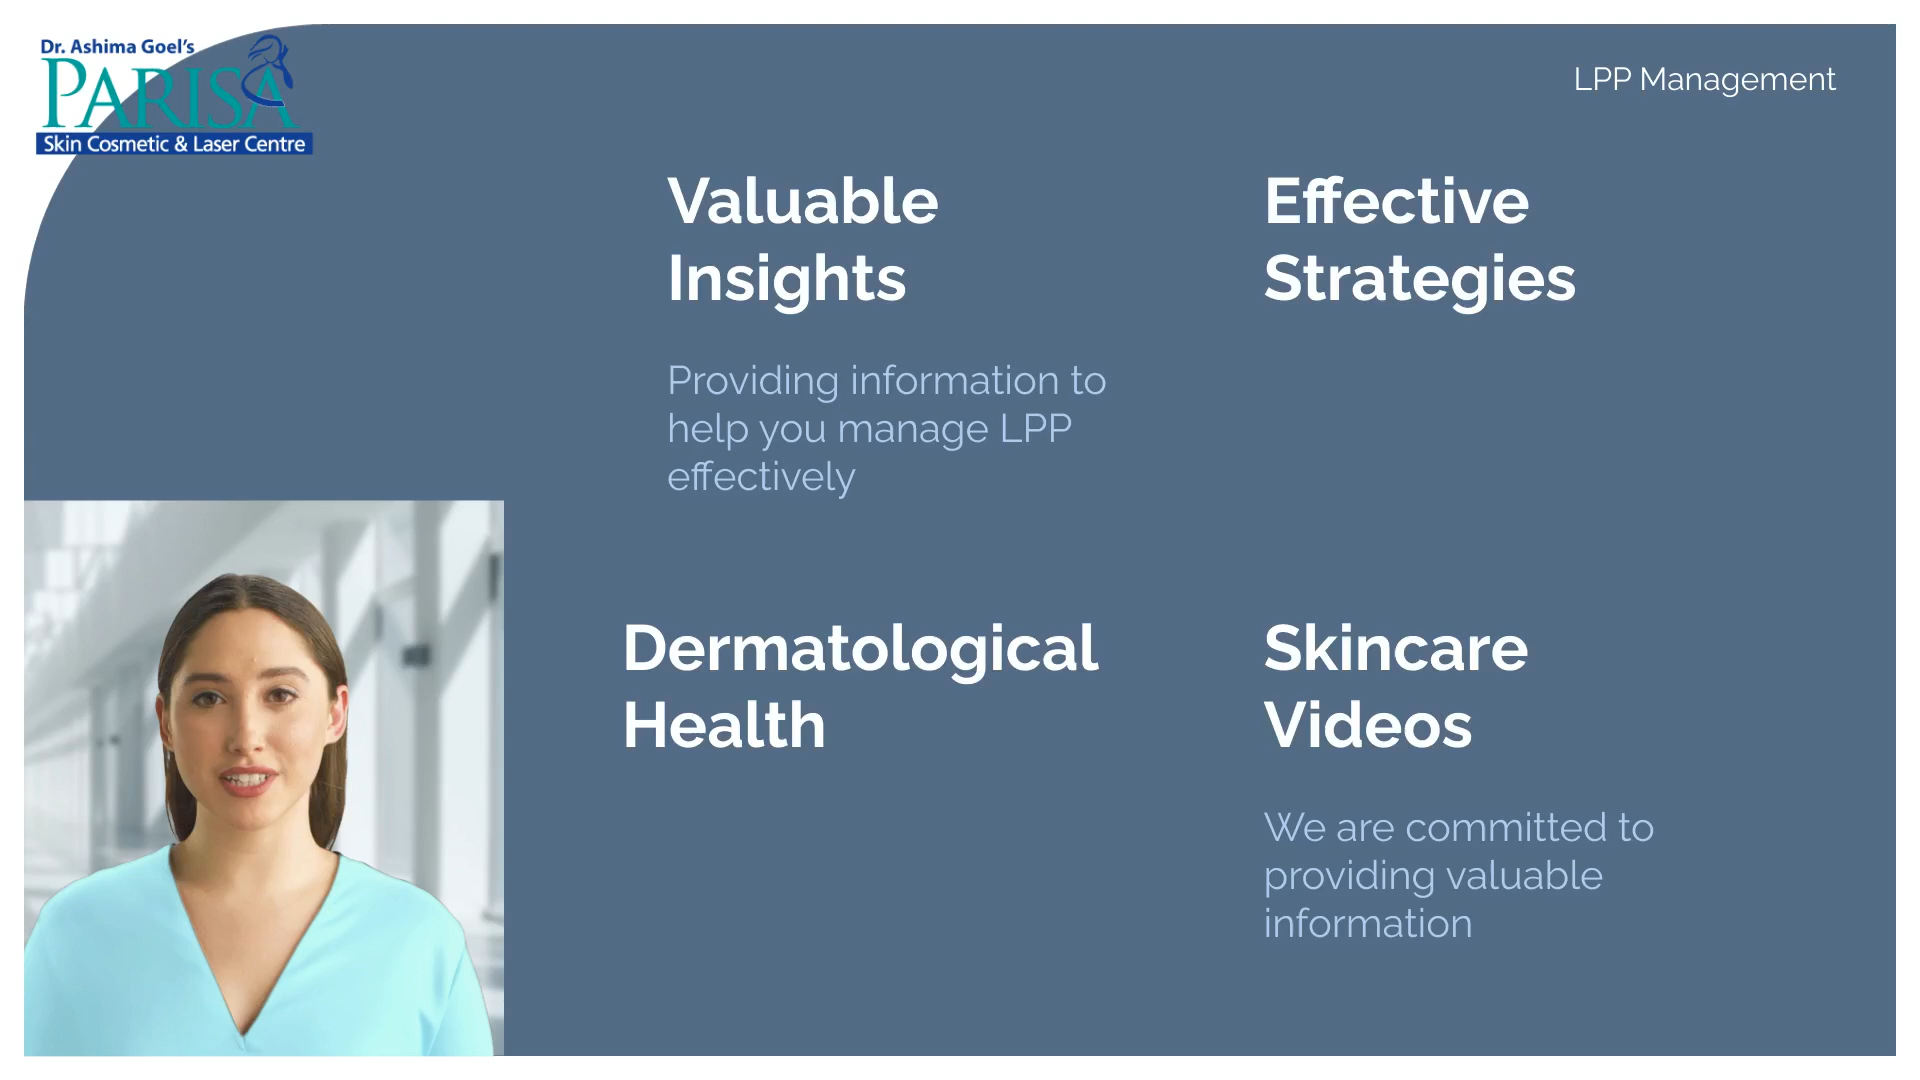 Dr. Ashima Goel's
PARISA
Skin Cosmetic & Laser Centre
LPP Management
Valuable
Insights
Providing information to
help you manage LPP
effectively
Effective
Strategies
Dermatological
Health
Skincare
Videos
We are committed to
providing valuable
information